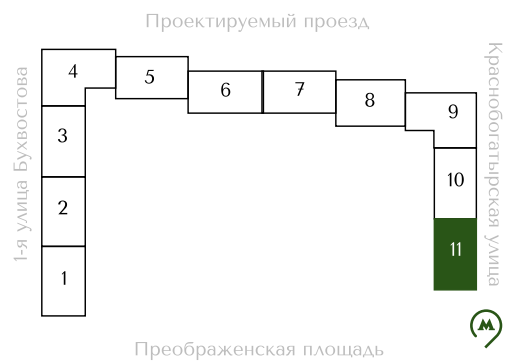 Проектируемый проезд
1-я улица Бухвостова
Краснобогатырская улица
4
5
6
7
8
9
3
10
2
11
1
М
Преображенская площадь